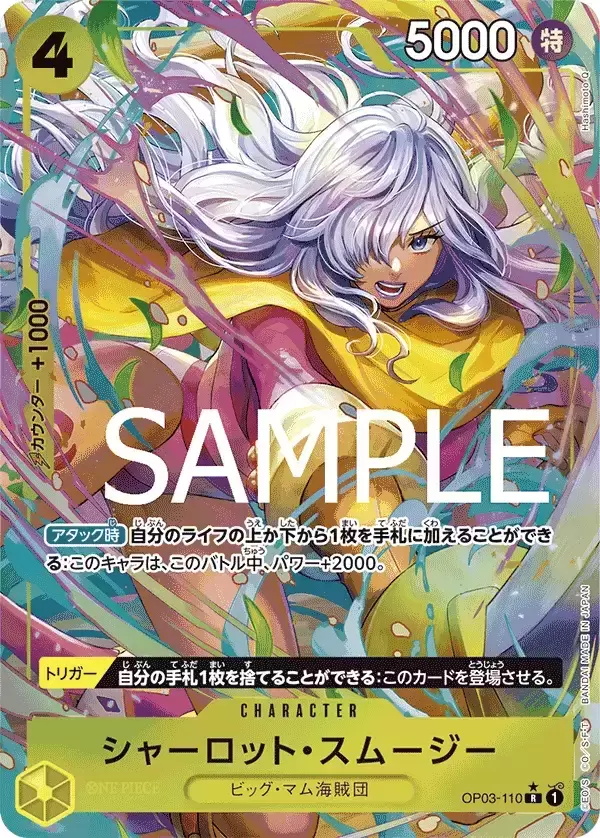 4
5000
特
Hashimoto Q
カウンター +1000
SAMPLE
アタック時 自分のライフの上か下から1枚を手札に加えることができ
る:このキャラは、このバトル中、パワー+2000。
トリガー 自分の手札1枚を捨てることができる:このカードを登場させる。
CHARACTER
シャーロット・スムージー
ビッグ・マム海賊団
ONE PIECE
OP03-110 R 1
BANDAI MADE IN JAPAN